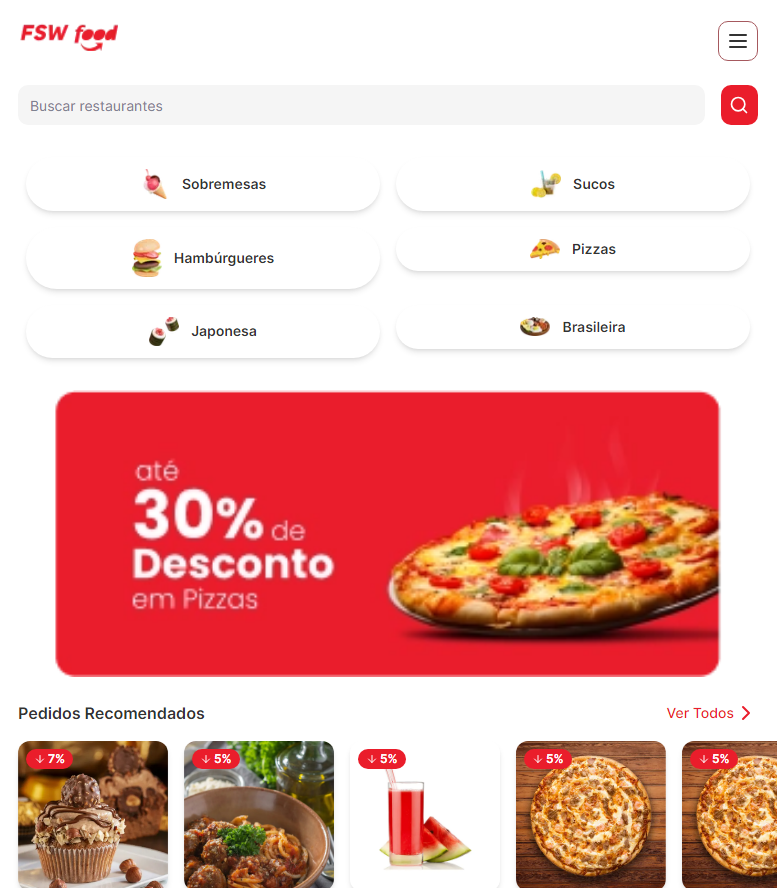 FSW food
Buscar restaurantes
Sobremesas
Sucos
Hambúrgueres
Pizzas
Japonesa
Brasileira
até
30% de
Desconto
em Pizzas
Pedidos Recomendados
Ver Todos
↓ 7%
↓ 5%
↓ 5%
↓ 5%
↓ 5%